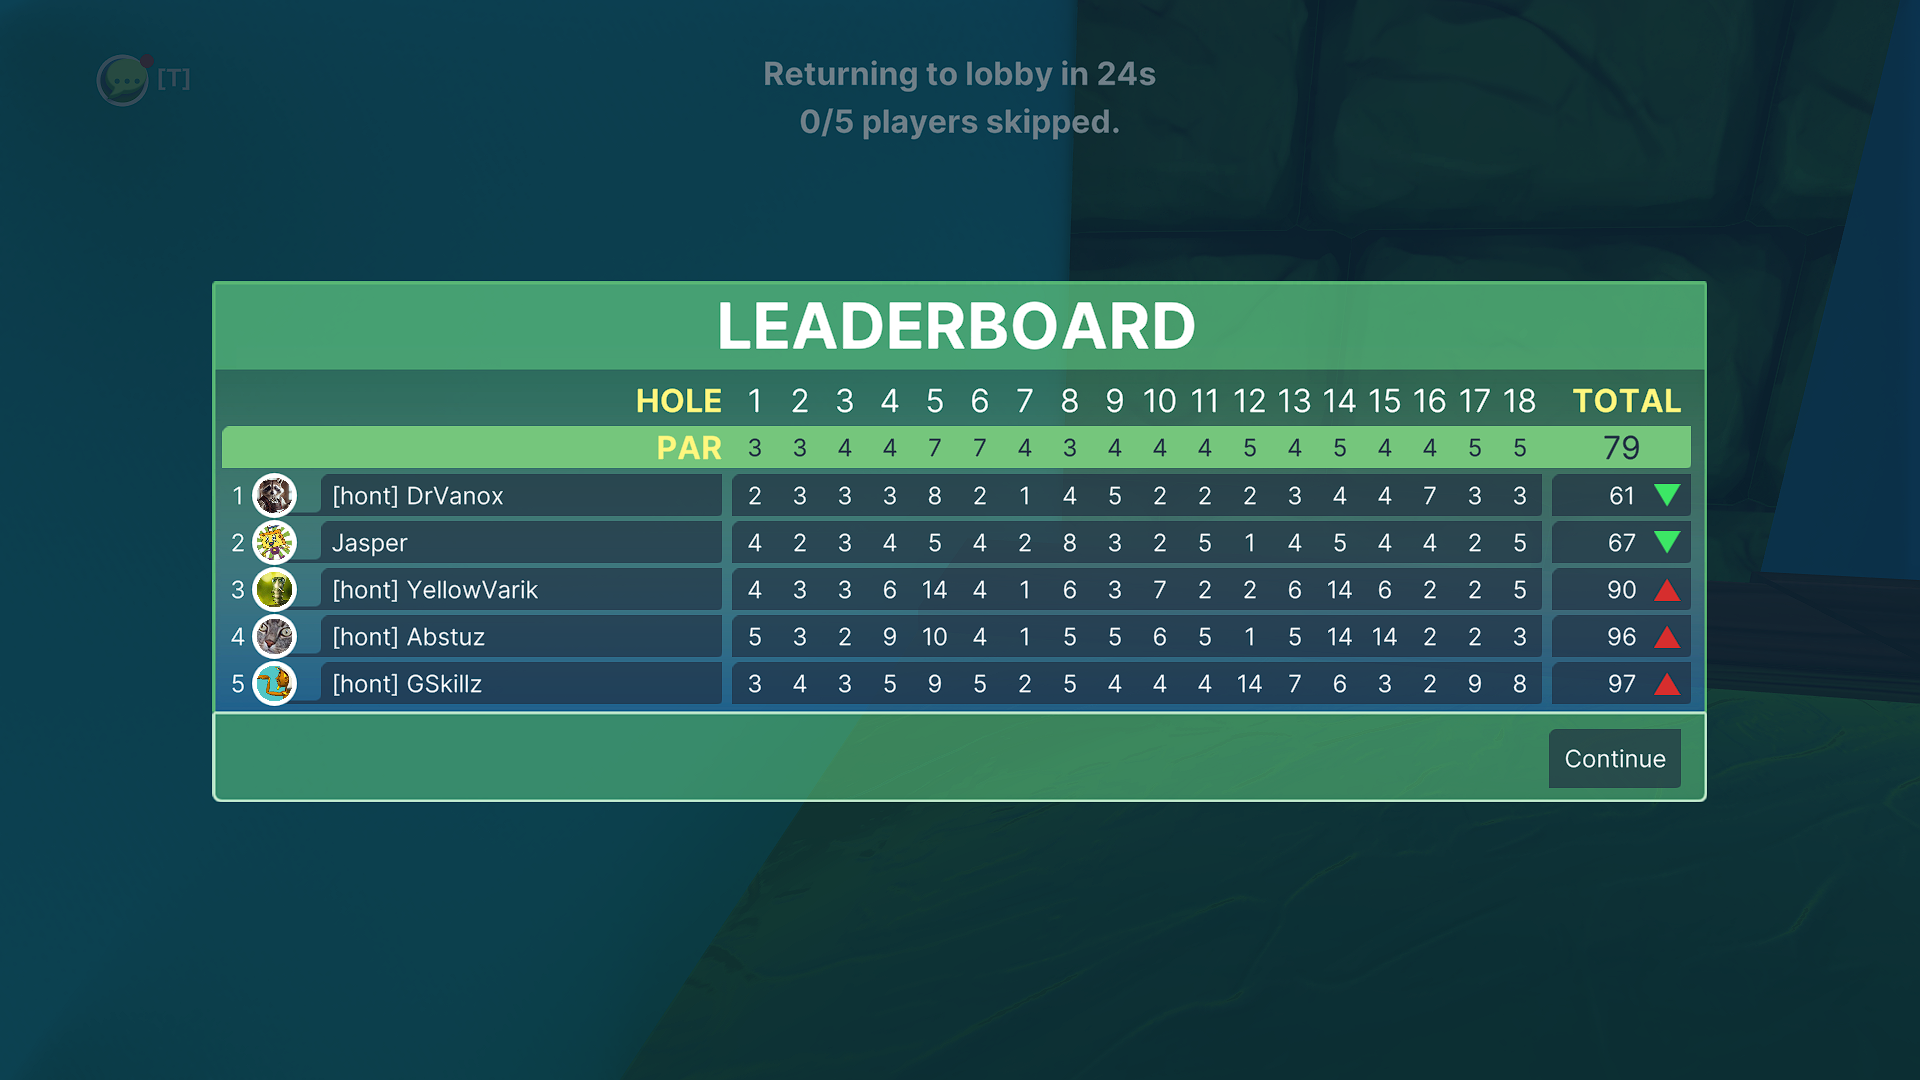 [T]
Returning to lobby in 24s
0/5 players skipped.
LEADERBOARD
HOLE 1 2 3 4 5 6 7 8 9 10 11 12 13 14 15 16 17 18 TOTAL
PAR 3 3 4 4 7 7 4 3 4 4 4 5 4 5 4 4 5 5 79
1 [hont] DrVanox 2 3 3 3 8 2 1 4 5 2 2 2 3 4 4 7 3 3 61
2 Jasper 4 2 3 4 5 4 2 8 3 2 5 1 4 5 4 4 2 5 67
3 [hont] YellowVarik 4 3 3 6 14 4 1 6 3 7 2 2 6 14 6 2 2 5 90
4 [hont] Abstuz 5 3 2 9 10 4 1 5 5 6 5 1 5 14 14 2 2 3 96
5 [hont] GSkillz 3 4 3 5 9 5 2 5 4 4 4 14 7 6 3 2 9 8 97
Continue